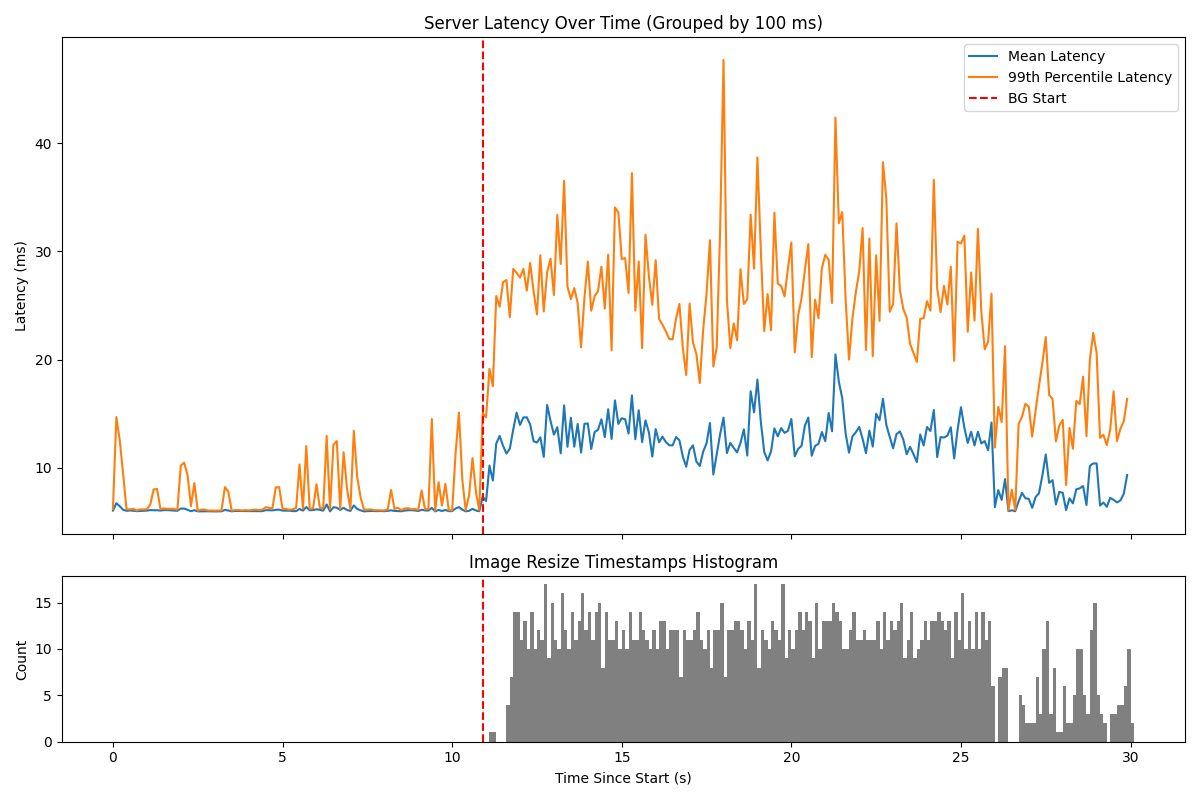 Server Latency Over Time (Grouped by 100 ms)
Mean Latency
99th Percentile Latency
BG Start
Latency (ms)
40
30
20
10
Image Resize Timestamps Histogram
Count
15
10
5
0
0 5 10 15 20 25 30
Time Since Start (s)